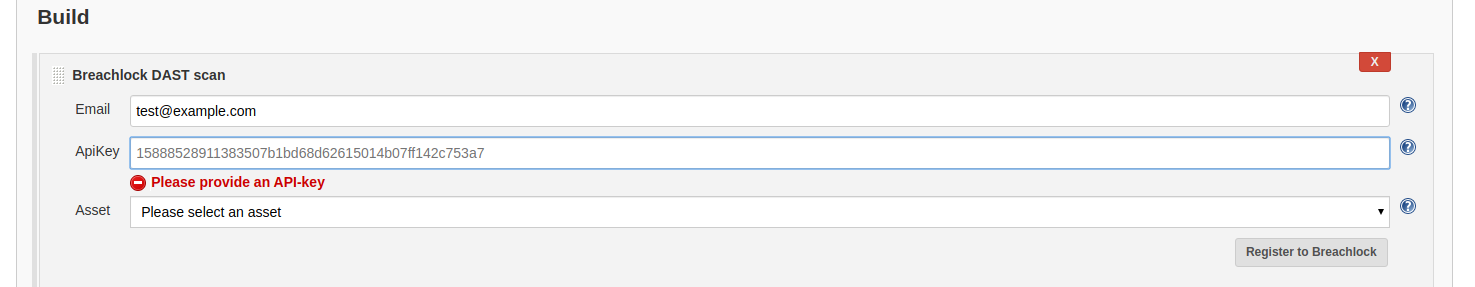 Build
Breachlock DAST scan
X
Email test@example.com ?
ApiKey 15888528911383507b1bd68d62615014b07ff142c753a7 ?
Please provide an API-key
Asset Please select an asset ?
Register to Breachlock